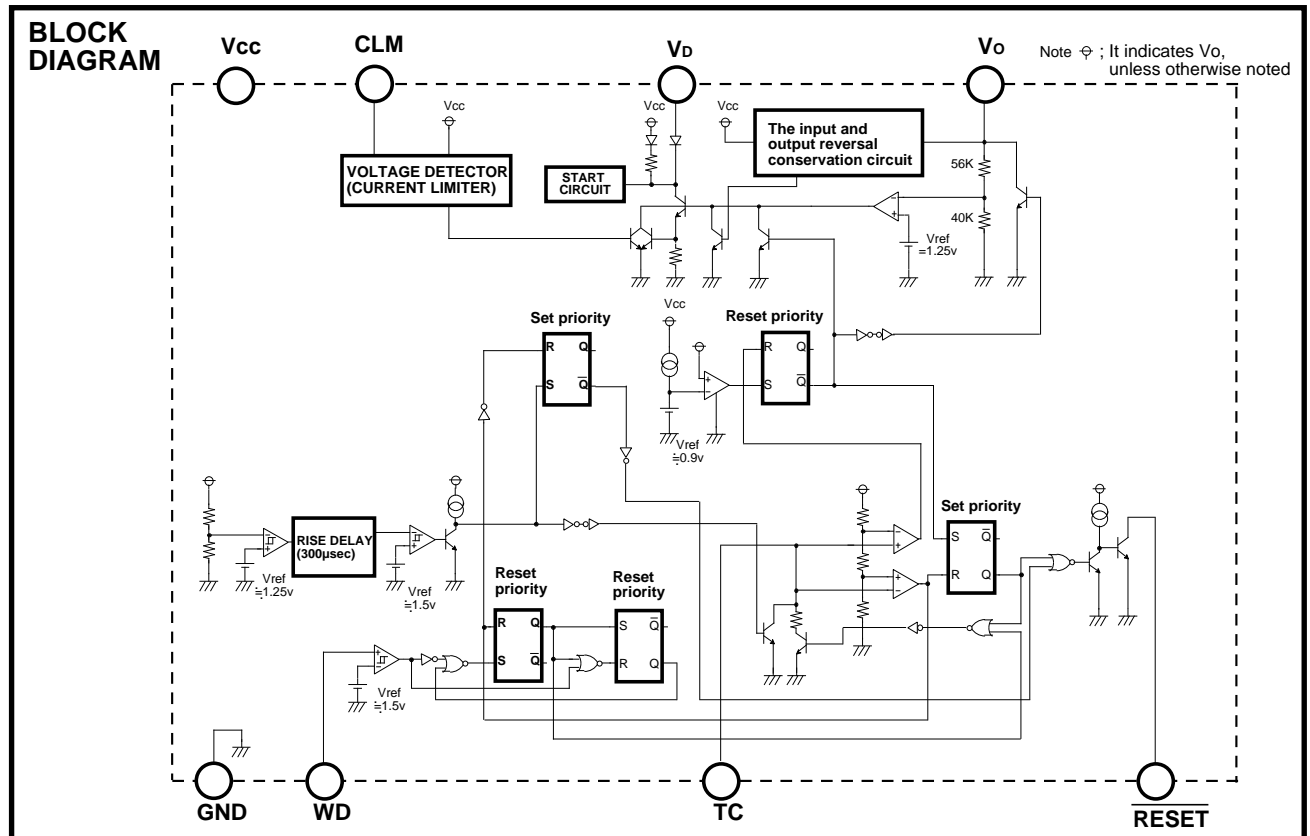 BLOCK
DIAGRAM
Vcc
CLM
VD
VO
Note ; It indicates Vo,
unless otherwise noted
Vcc
Vcc
Vcc
VOLTAGE DETECTOR
(CURRENT LIMITER)
START
CIRCUIT
The input and
output reversal
conservation circuit
56K
40K
Vref
≒1.25v
Vcc
Set priority
R Q
S Q̅
Reset priority
R Q
S Q̅
Vref
≒0.9v
Set priority
S Q̅
R Q
RISE DELAY
(300μsec)
Vref
≒1.25v
Vref
≒1.5v
Reset
priority
R Q
S Q̅
Reset
priority
S Q̅
R Q
Vref
≒1.5v
GND
WD
TC
R̅E̅S̅E̅T̅